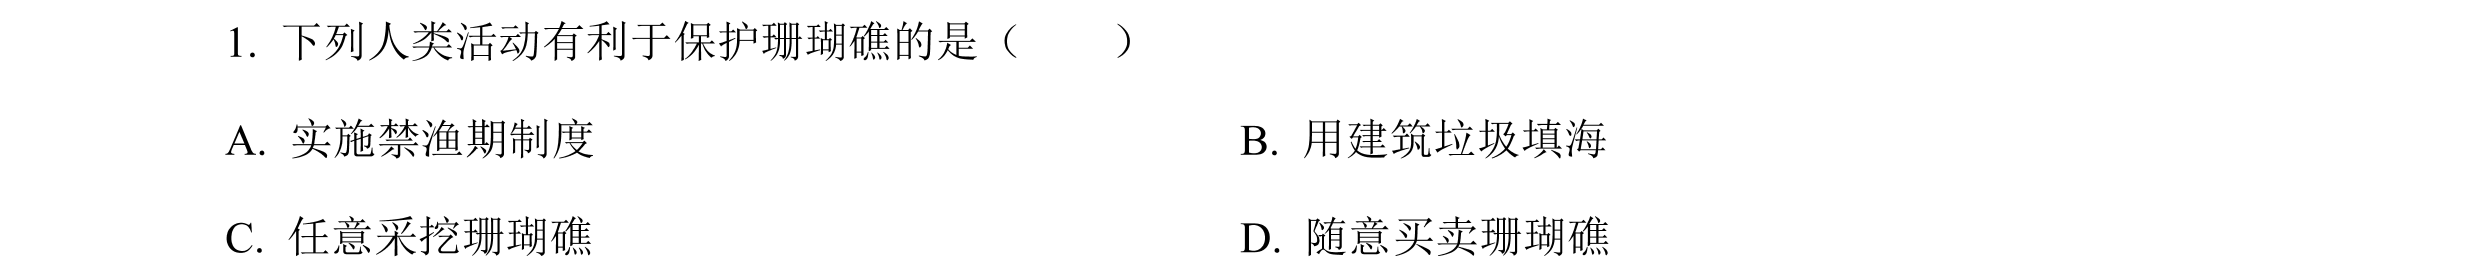 1. 下列人类活动有利于保护珊瑚礁的是（　　）
A. 实施禁渔期制度　　B. 用建筑垃圾填海
C. 任意采挖珊瑚礁　　D. 随意买卖珊瑚礁